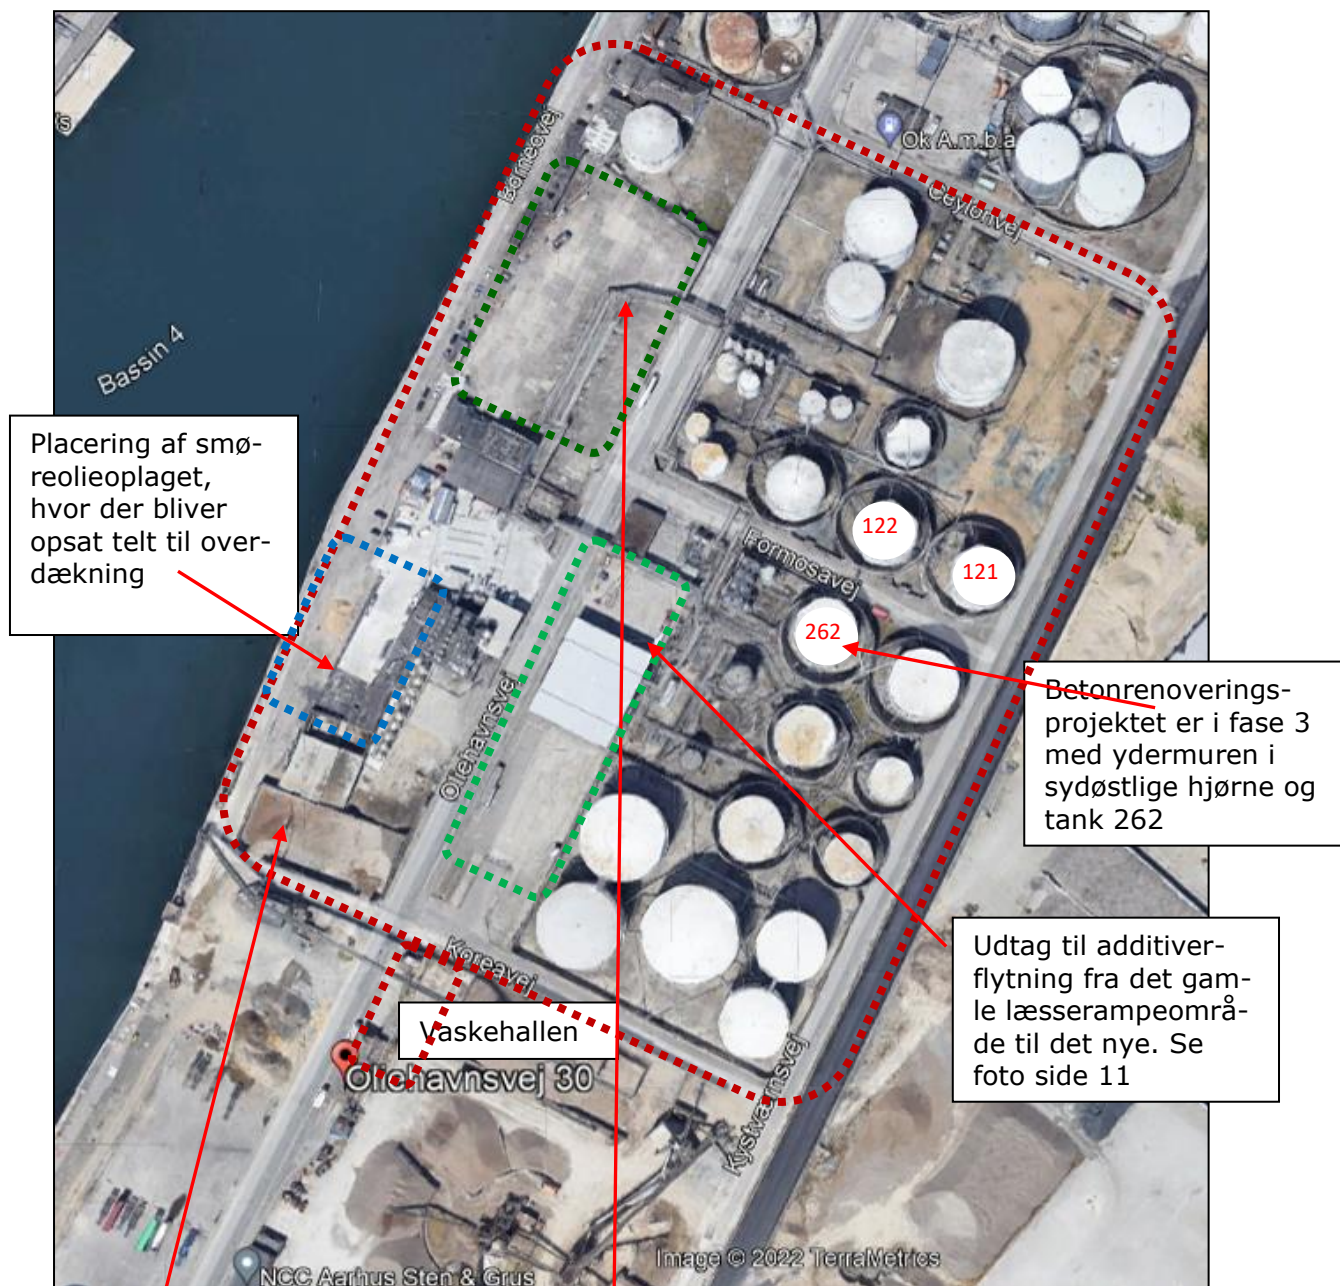 Ok A.m.b.a
Borneovej
Ceylonvej
Bassin 4
Placering af smø-
reolieoplaget,
hvor der bliver
opsat telt til over-
dækning
122
121
Formosavej
262
Betonrenoverings-
projektet er i fase 3
med ydermuren i
sydøstlige hjørne og
tank 262
Oliehavnsvej
Udtag til additiver-
flytning fra det gam-
le læsserampeområ-
de til det nye. Se
foto side 11
Koreavej
Vaskehallen
Oliehavnsvej 30
Kystværnsvej
Image © 2022 TerraMetrics
NCC Aarhus Sten & Grus